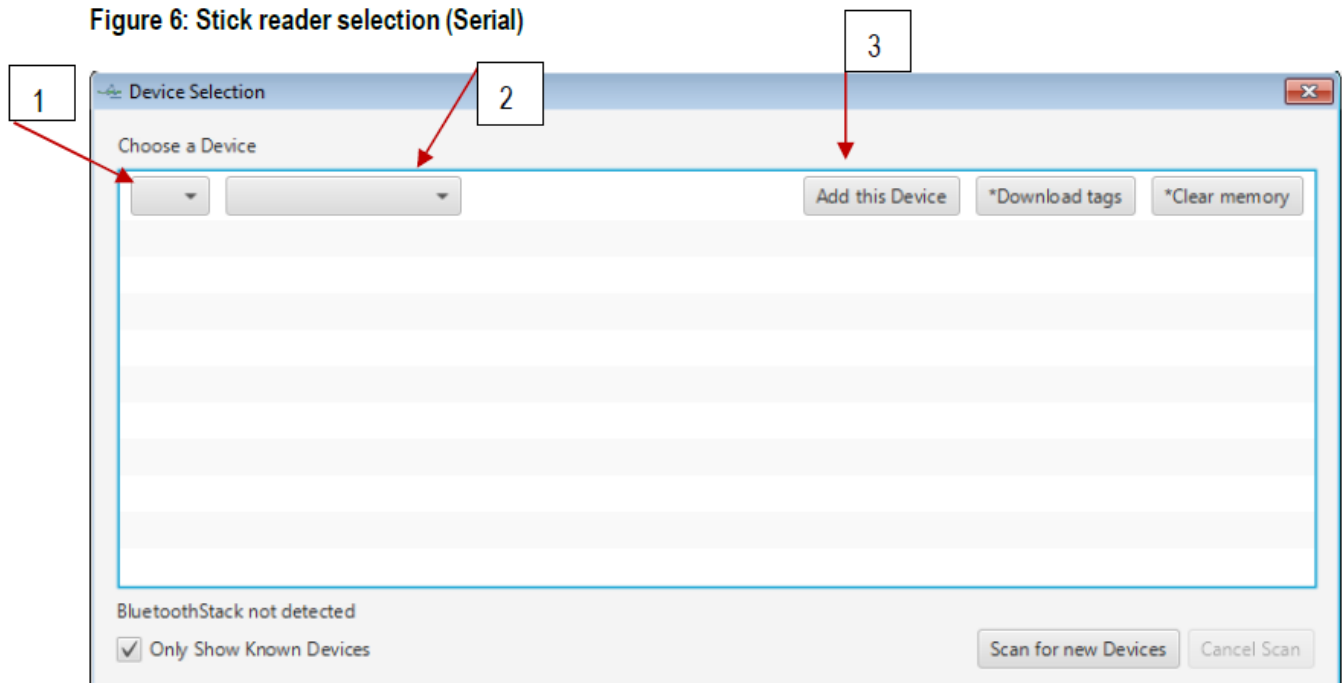 Figure 6: Stick reader selection (Serial)
3
1
Device Selection
2
Choose a Device
Add this Device *Download tags *Clear memory
BluetoothStack not detected
Only Show Known Devices Scan for new Devices Cancel Scan